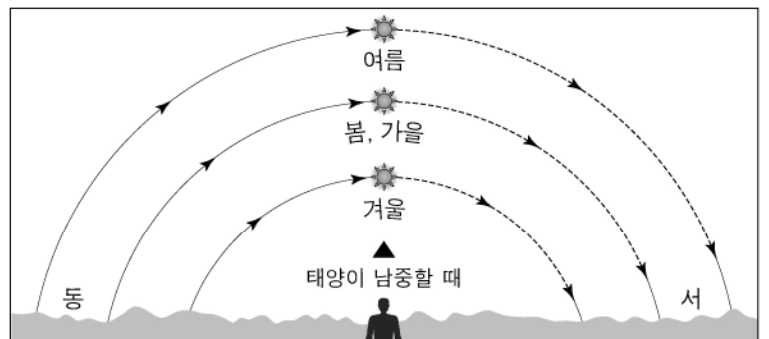 여름
봄, 가을
겨울
태양이 남중할 때
동
서